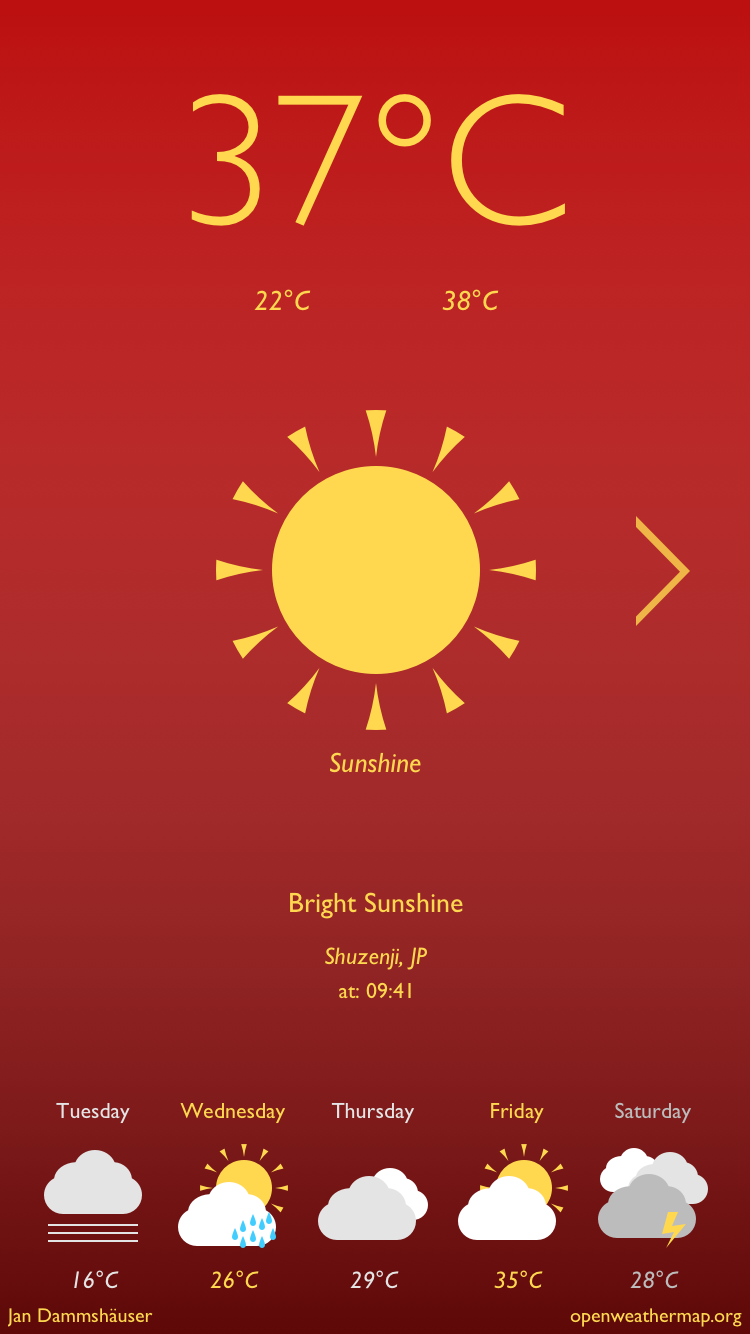 37°C
22°C 38°C
Sunshine
Bright Sunshine
Shuzenji, JP
at: 09:41
Tuesday Wednesday Thursday Friday Saturday
16°C 26°C 29°C 35°C 28°C
Jan Dammshäuser openweathermap.org